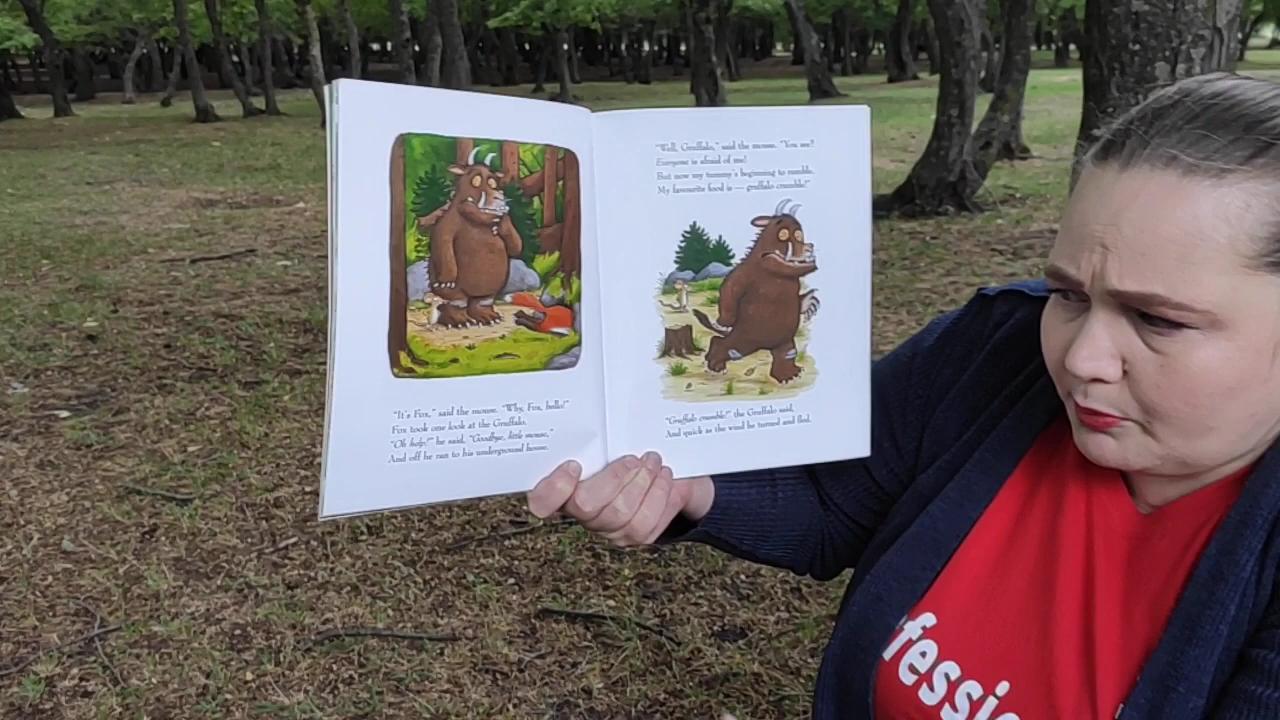 "It's Fox," said the mouse. "Why, Fox, hello!"
Fox took one look at the Gruffalo.
"Oh help!" he said, "Goodbye, little mouse,"
And off he ran to his underground house.
"Well, Gruffalo," said the mouse. "You see?
Everyone is afraid of me!
But now my tummy's beginning to rumble.
My favourite food is — gruffalo crumble!"
"Gruffalo crumble!" the Gruffalo said,
And quick as the wind he turned and fled.
fessio